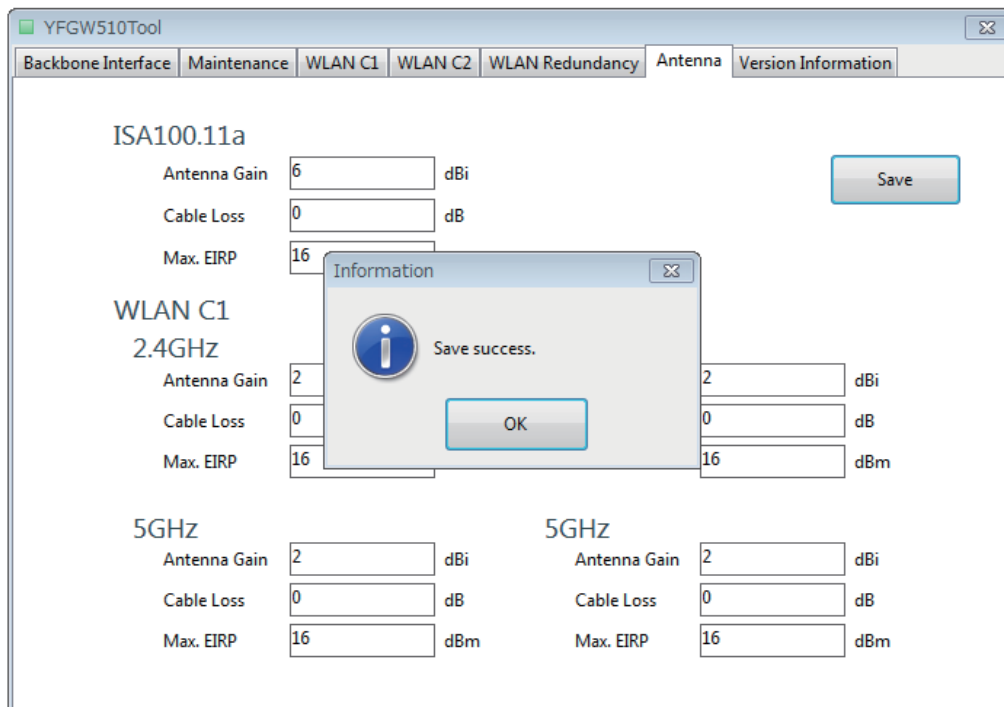 YFGW510Tool
Backbone Interface Maintenance WLAN C1 WLAN C2 WLAN Redundancy Antenna Version Information
ISA100.11a
Antenna Gain 6 dBi
Save
Cable Loss 0 dB
Max. EIRP 16
Information
Save success.
OK
WLAN C1
2.4GHz
Antenna Gain 2 2 dBi
Cable Loss 0 0 dB
Max. EIRP 16 16 dBm
5GHz 5GHz
Antenna Gain 2 dBi Antenna Gain 2 dBi
Cable Loss 0 dB Cable Loss 0 dB
Max. EIRP 16 dBm Max. EIRP 16 dBm